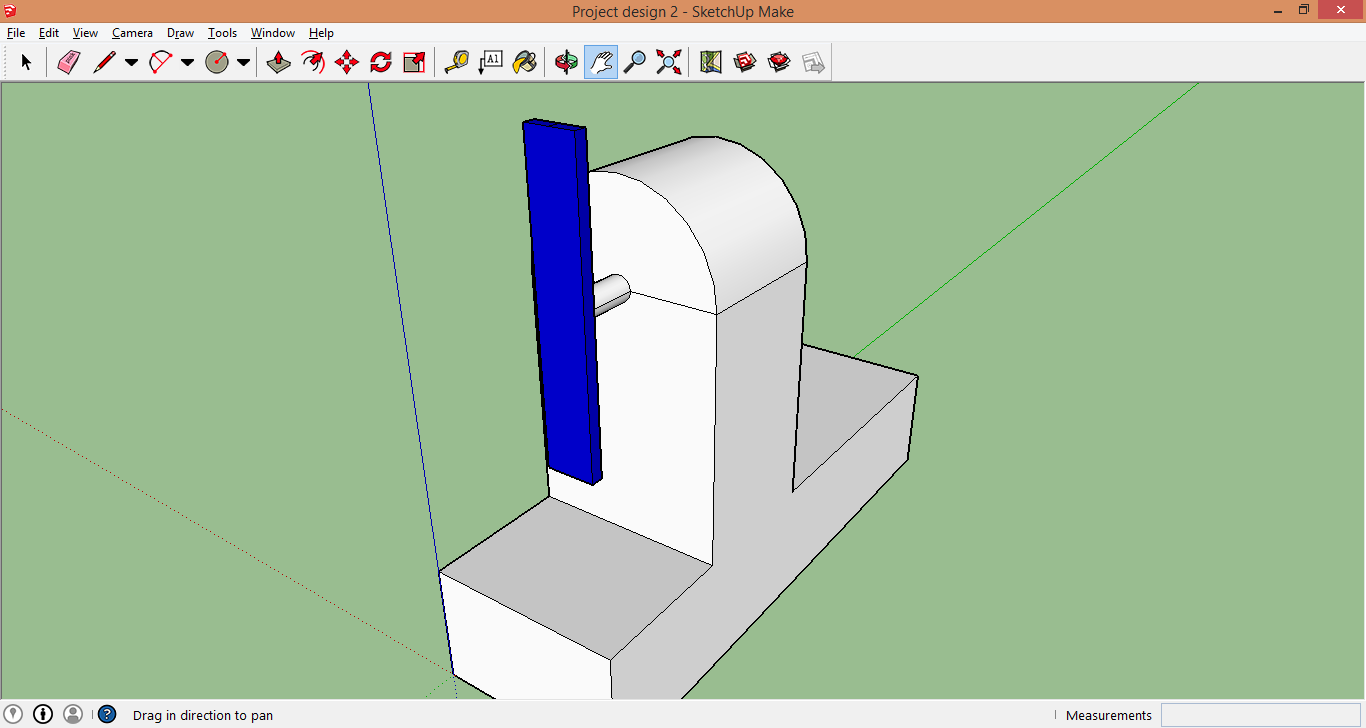 Project design 2 - SketchUp Make
File Edit View Camera Draw Tools Window Help
A1
Drag in direction to pan
Measurements